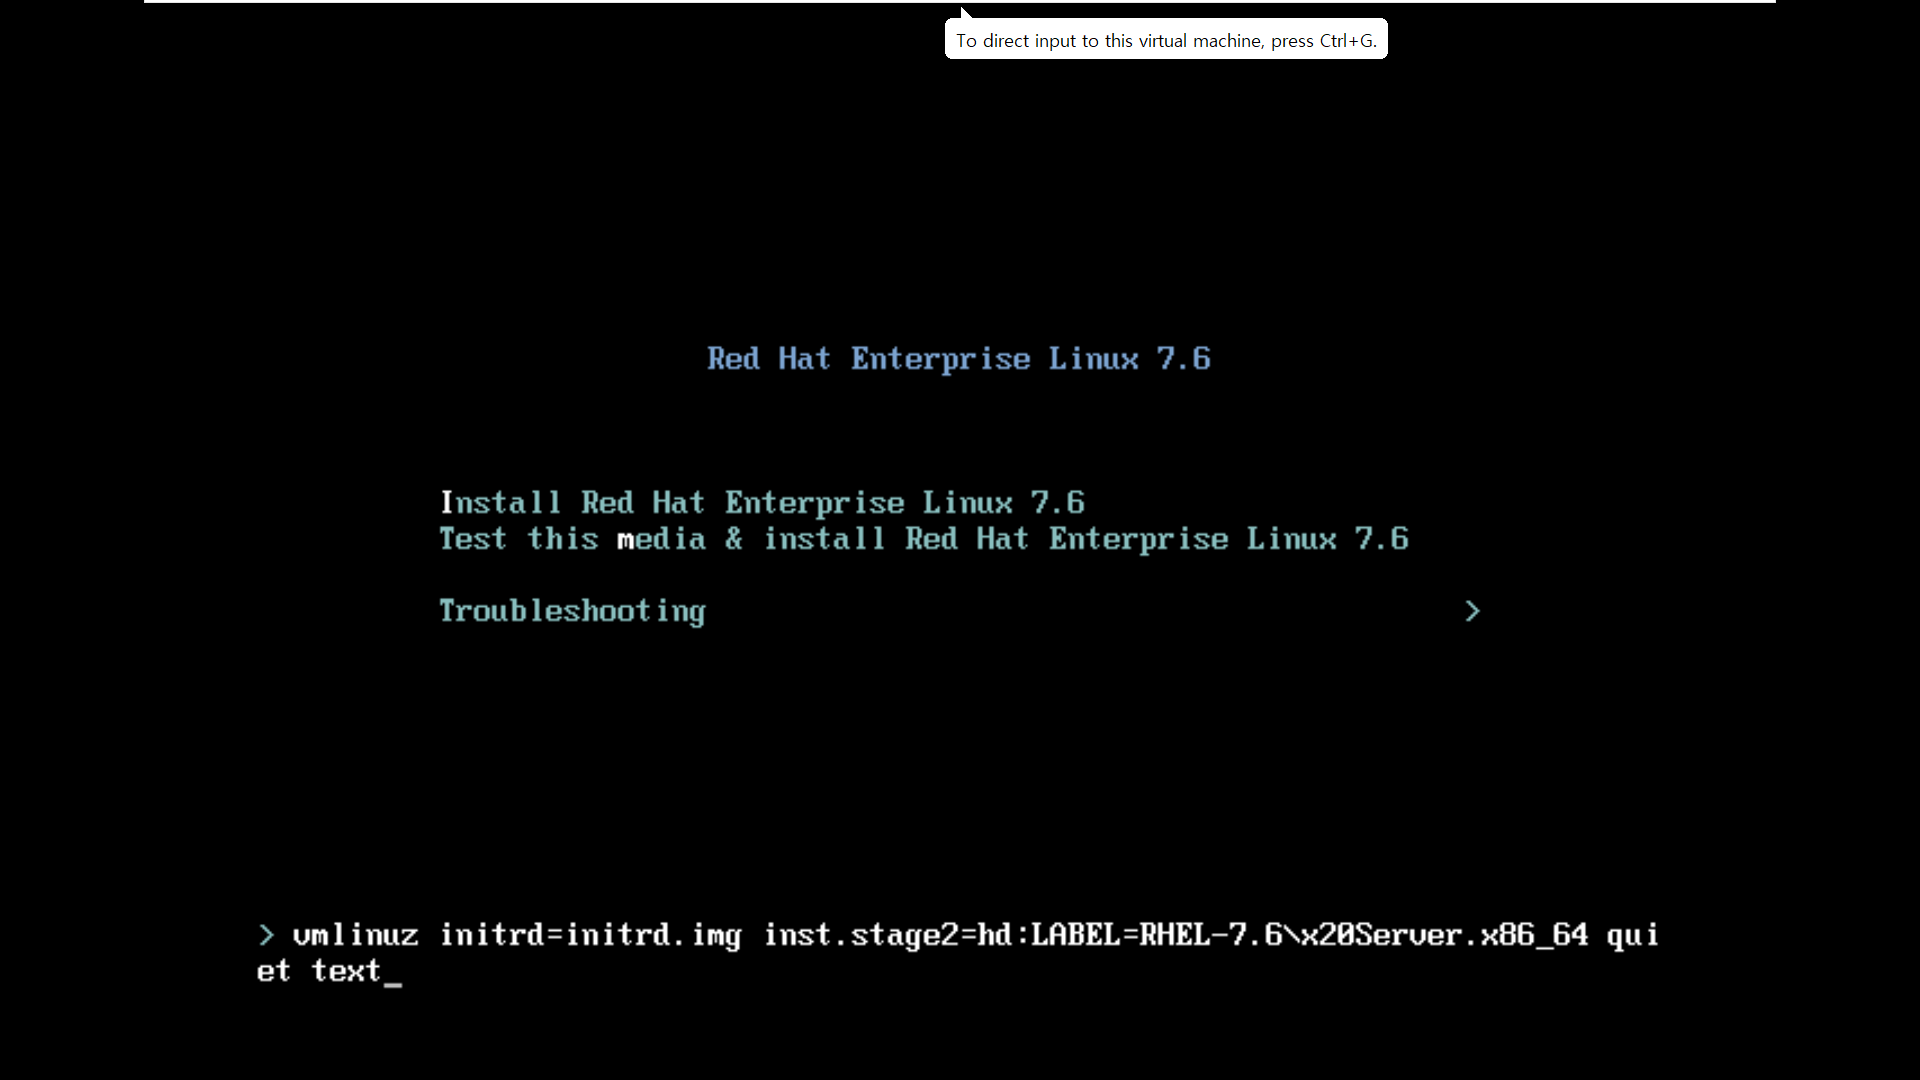 To direct input to this virtual machine, press Ctrl+G.
Red Hat Enterprise Linux 7.6
Install Red Hat Enterprise Linux 7.6
Test this media & install Red Hat Enterprise Linux 7.6
Troubleshooting >
> vmlinuz initrd=initrd.img inst.stage2=hd:LABEL=RHEL-7.6\x20Server.x86_64 qui
et text_